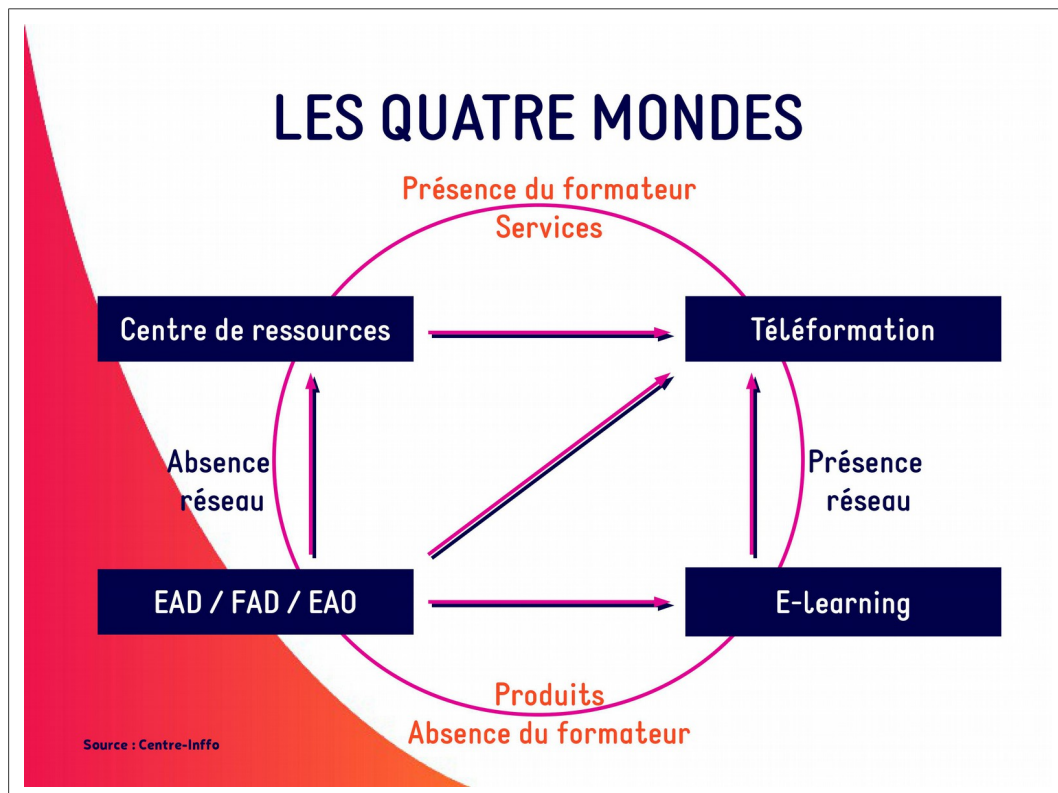 LES QUATRE MONDES
Présence du formateur
Services
Centre de ressources
Téléformation
Absence
réseau
Présence
réseau
EAD / FAD / EAO
E-learning
Produits
Absence du formateur
Source : Centre-Inffo